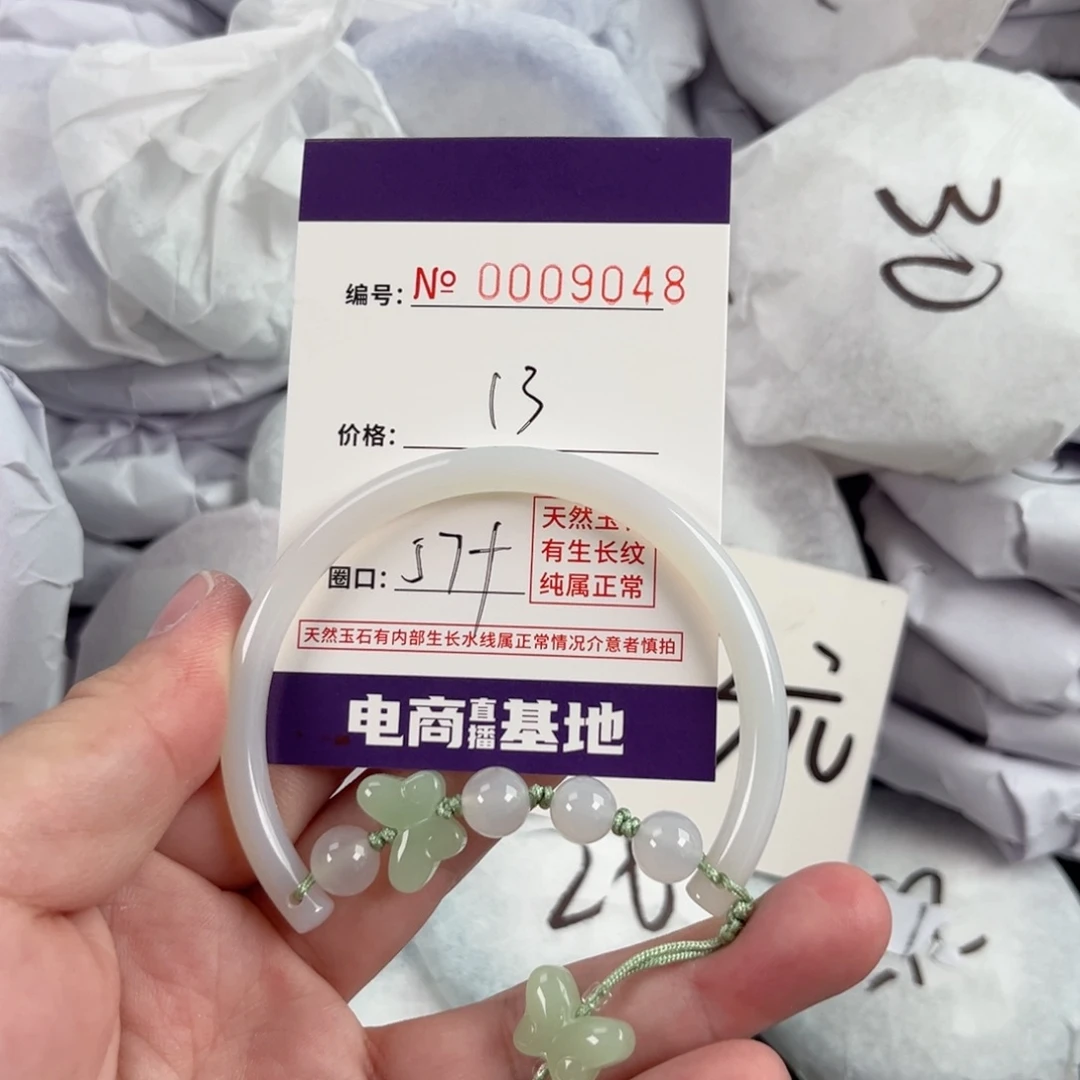 30
编号: № 0009048
价格: 13
天然玉
有生长纹
纯属正常
圈口: 57+
天然玉石有内部生长水线属正常情况介意者慎拍
电商直播基地
元
20